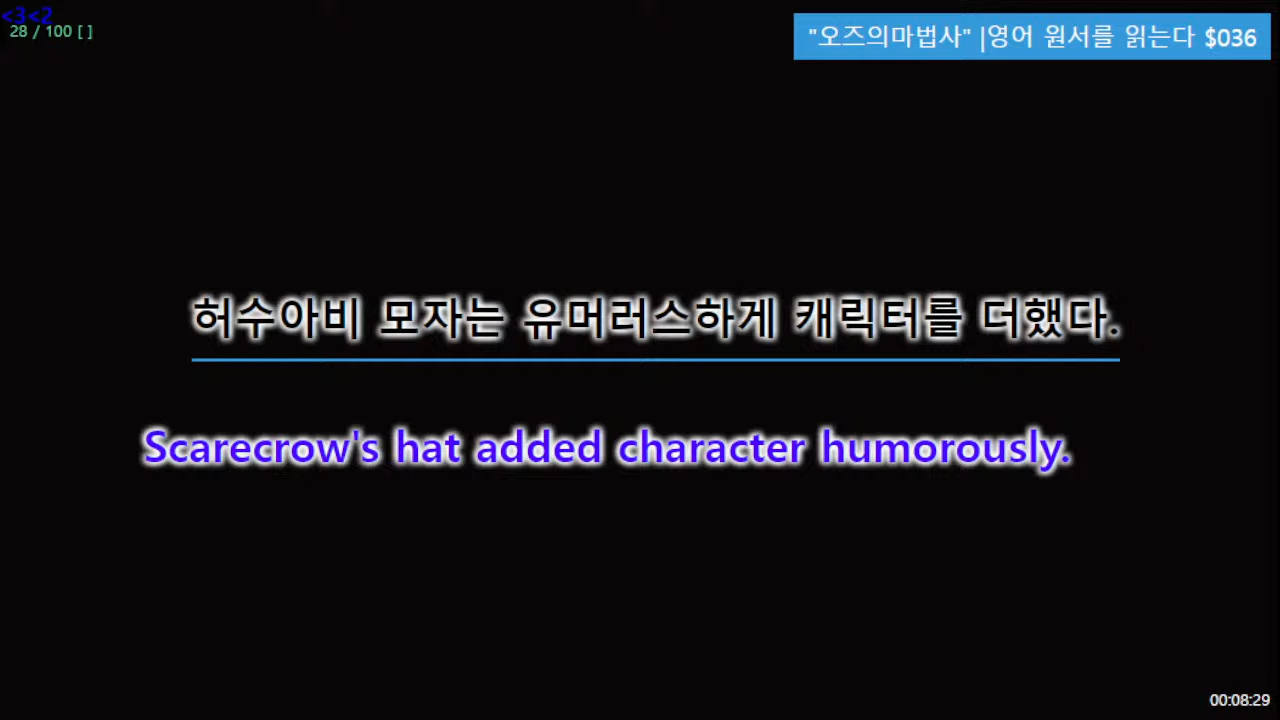 <3<2
28 / 100 [ ]
"오즈의마법사" |영어 원서를 읽는다 $036
허수아비 모자는 유머러스하게 캐릭터를 더했다.
Scarecrow's hat added character humorously.
00:08:29